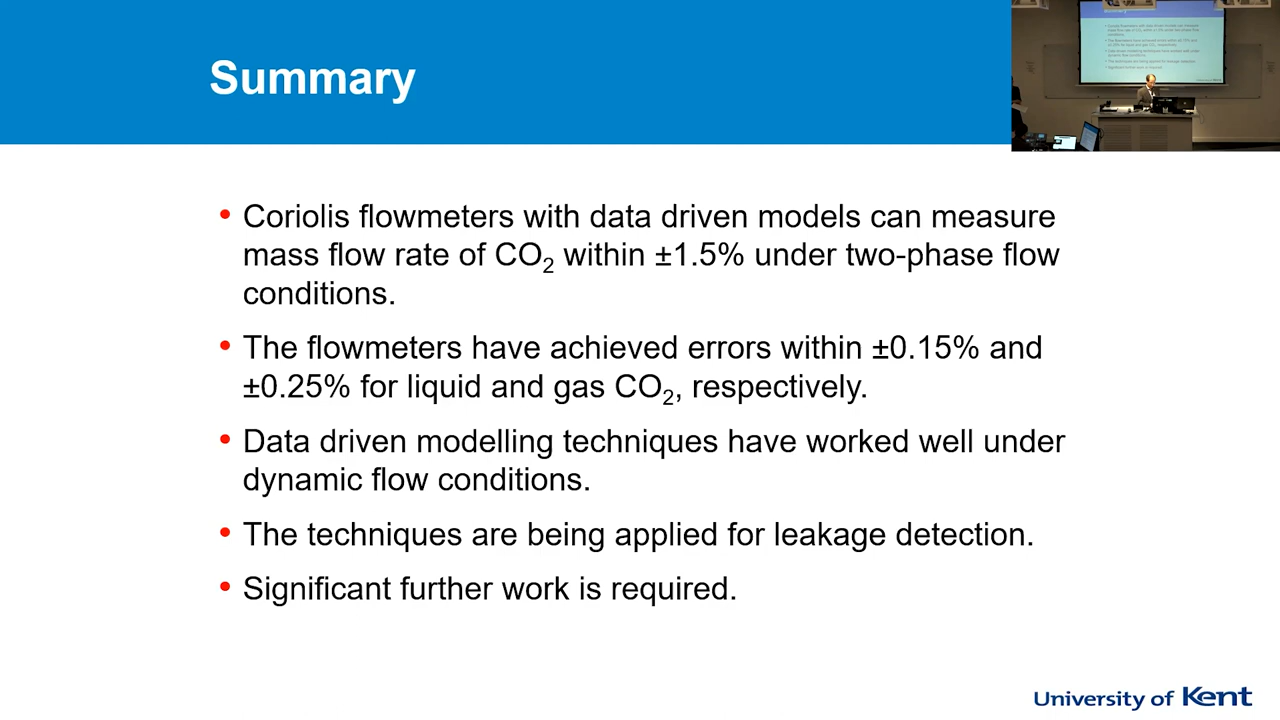 Summary
• Coriolis flowmeters with data driven models can measure
mass flow rate of CO₂ within ±1.5% under two-phase flow
conditions.
• The flowmeters have achieved errors within ±0.15% and
±0.25% for liquid and gas CO₂, respectively.
• Data driven modelling techniques have worked well under
dynamic flow conditions.
• The techniques are being applied for leakage detection.
• Significant further work is required.
University of Kent